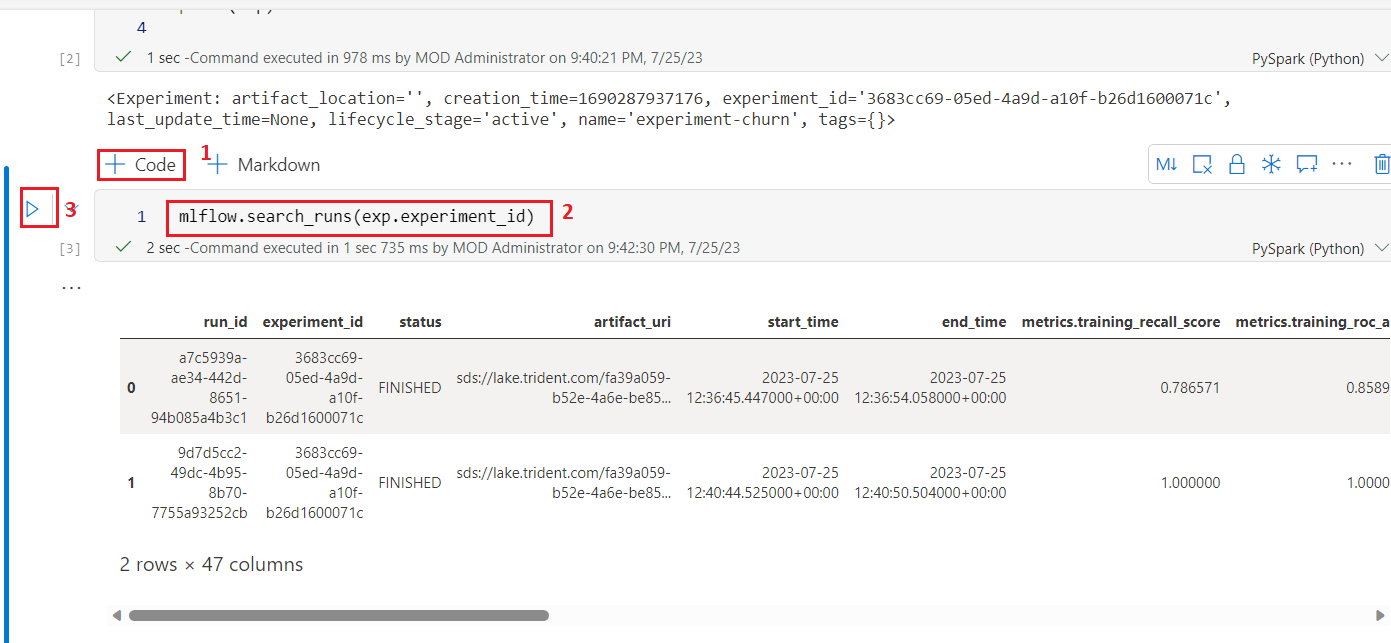 4
[2] 1 sec -Command executed in 978 ms by MOD Administrator on 9:40:21 PM, 7/25/23 PySpark (Python)
<Experiment: artifact_location='', creation_time=1690287937176, experiment_id='3683cc69-05ed-4a9d-a10f-b26d1600071c',
last_update_time=None, lifecycle_stage='active', name='experiment-churn', tags={}>
Code 1 Markdown M↓ ...
3 1 mlflow.search_runs(exp.experiment_id) 2
[3] 2 sec -Command executed in 1 sec 735 ms by MOD Administrator on 9:42:30 PM, 7/25/23 PySpark (Python)
...
run_id experiment_id status artifact_uri start_time end_time metrics.training_recall_score metrics.training_roc_a
a7c5939a- 3683cc69-
ae34-442d- 05ed-4a9d- sds://lake.trident.com/fa39a059- 2023-07-25 2023-07-25
0 FINISHED 0.786571 0.8589
8651- a10f- b52e-4a6e-be85... 12:36:45.447000+00:00 12:36:54.058000+00:00
94b085a4b3c1 b26d1600071c
9d7d5cc2- 3683cc69-
49dc-4b95- 05ed-4a9d- sds://lake.trident.com/fa39a059- 2023-07-25 2023-07-25
1 FINISHED 1.000000 1.0000
8b70- a10f- b52e-4a6e-be85... 12:40:44.525000+00:00 12:40:50.504000+00:00
7755a93252cb b26d1600071c
2 rows × 47 columns